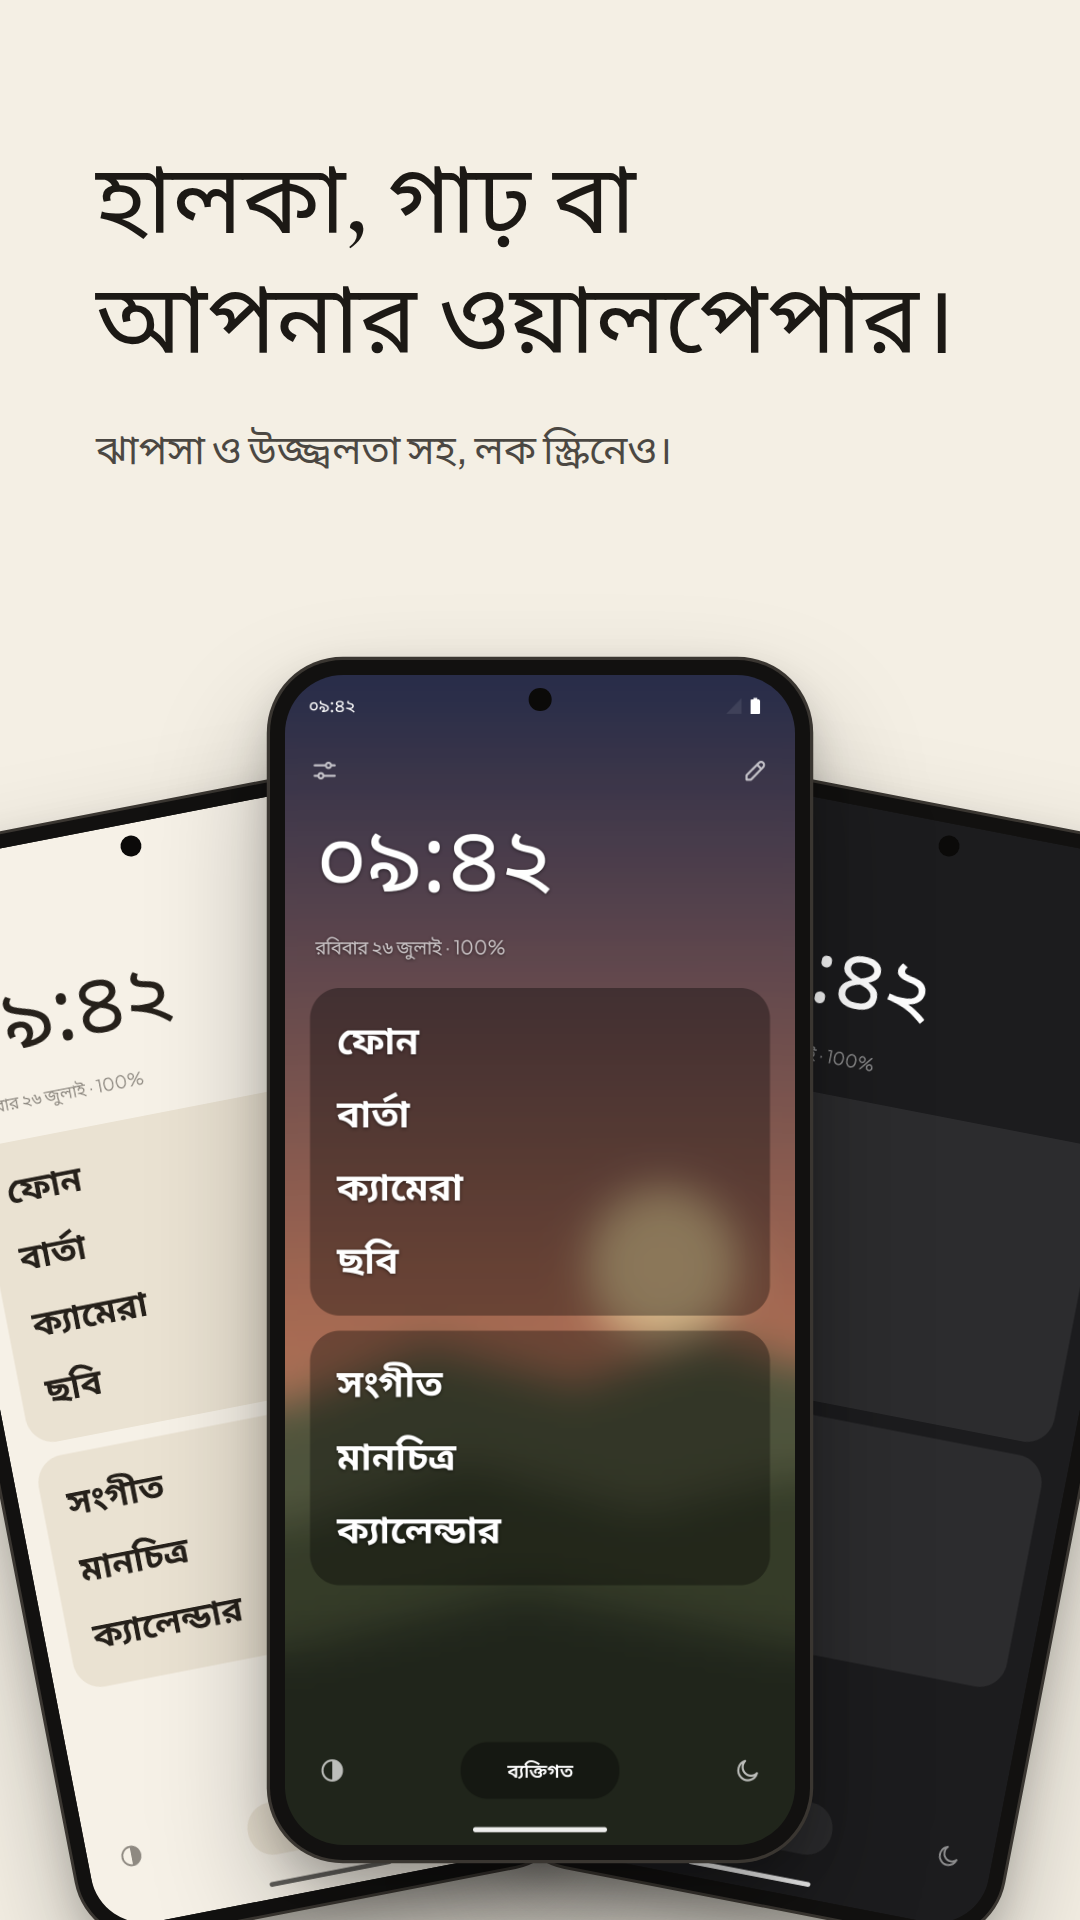 হালকা, গাঢ় বা
আপনার ওয়ালপেপার।
ঝাপসা ও উজ্জ্বলতা সহ, লক স্ক্রিনেও।
০৯:৪২
০৯:৪২
রবিবার ২৬ জুলাই · 100%
ফোন
বার্তা
ক্যামেরা
ছবি
সংগীত
মানচিত্র
ক্যালেন্ডার
ব্যক্তিগত
৯:৪২
বার ২৬ জুলাই · 100%
ফোন
বার্তা
ক্যামেরা
ছবি
সংগীত
মানচিত্র
ক্যালেন্ডার
:৪২
ই · 100%